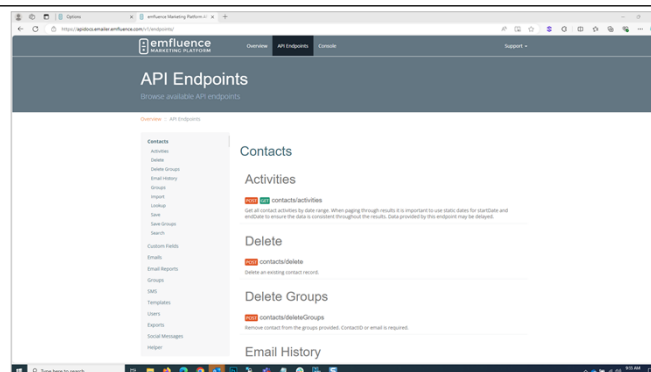 Options
emfluence Marketing Platform A
https://apidocs.emailer.emfluence.com/v1/endpoints/
emfluence
MARKETING PLATFORM
Overview
API Endpoints
Console
Support
API Endpoints
Browse available API endpoints
Overview
API Endpoints
Contacts
Activities
Delete
Delete Groups
Email History
Groups
Import
Lookup
Save
Save Groups
Search
Custom Fields
Emails
Email Reports
Groups
SMS
Templates
Users
Exports
Social Messages
Helper
Contacts
Activities
POST GET contacts/activities
Get all contact activities by date range. When paging through results it is important to use static dates for startDate and
endDate to ensure the data is consistent throughout the results. Data provided by this endpoint may be delayed.
Delete
POST contacts/delete
Delete an existing contact record.
Delete Groups
POST contacts/deleteGroups
Remove contact from the groups provided. ContactID or email is required.
Email History
Type here to search
9:55 AM